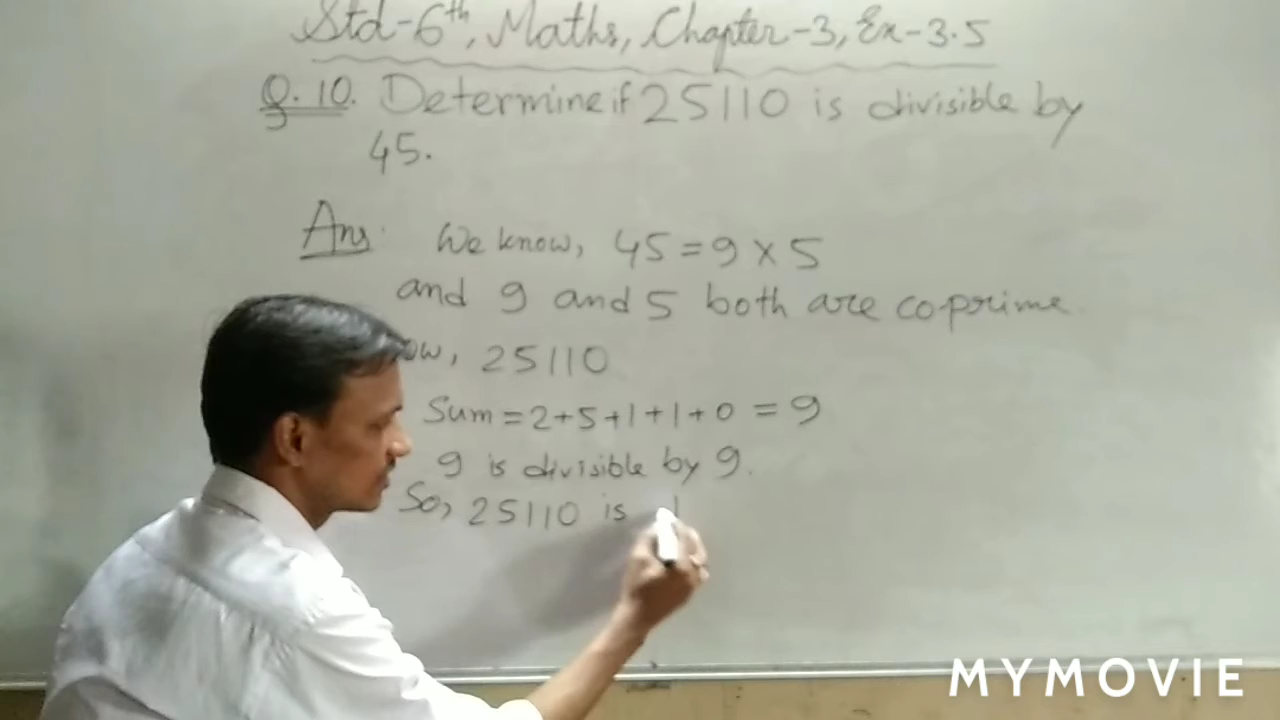 Std-6th, Maths, Chapter-3, Ex-3.5
Q.10. Determine if 25110 is divisible by
45.
Ans: We know, 45 = 9 x 5
and 9 and 5 both are coprime.
25110
Sum = 2+5+1+1+0 = 9
9 is divisible by 9.
So, 25110 is
MYMOVIE